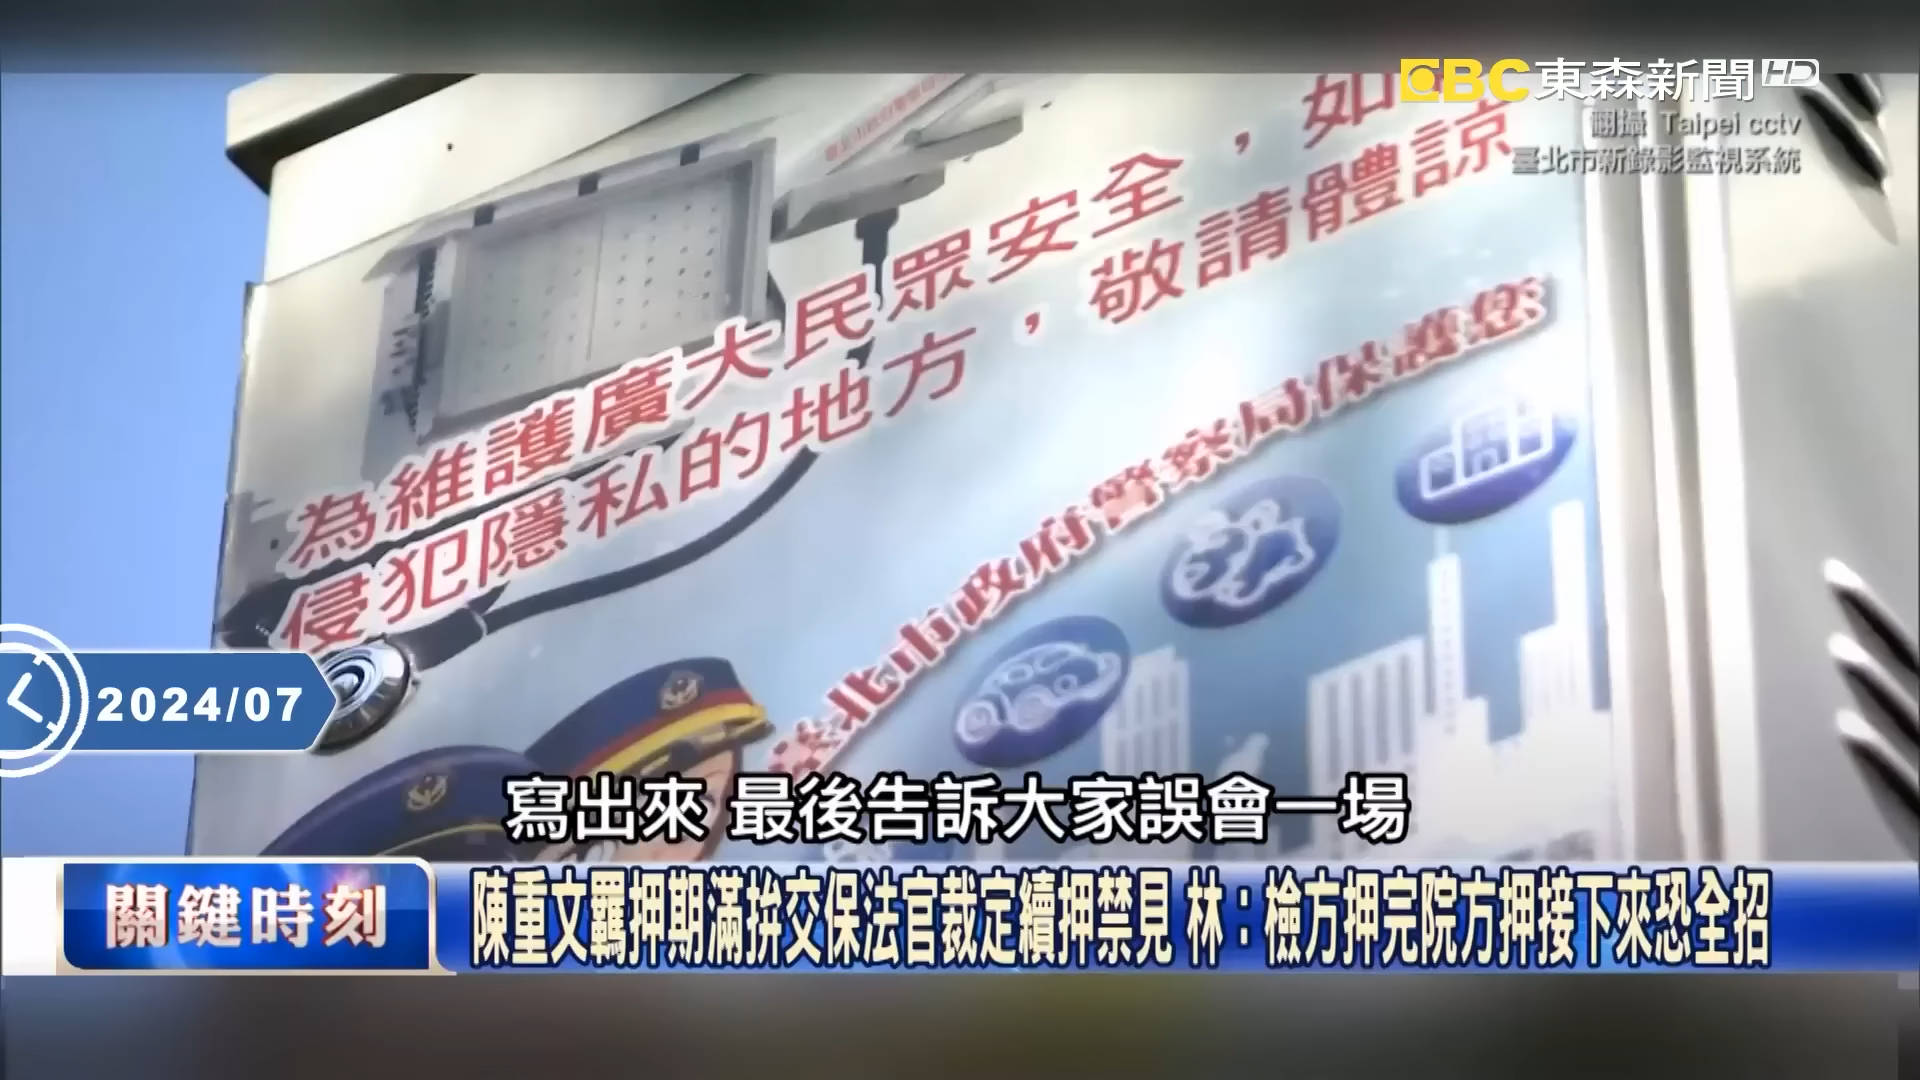 EBC 東森新聞 HD
翻攝 Taipei cctv
臺北市新錄影監視系統
為維護廣大民眾安全，如
侵犯隱私的地方，敬請體諒
臺北市政府警察局保護您
2024/07
寫出來 最後告訴大家誤會一場
關鍵時刻
陳重文羈押期滿拚交保法官裁定續押禁見 林：檢方押完院方押接下來恐全招